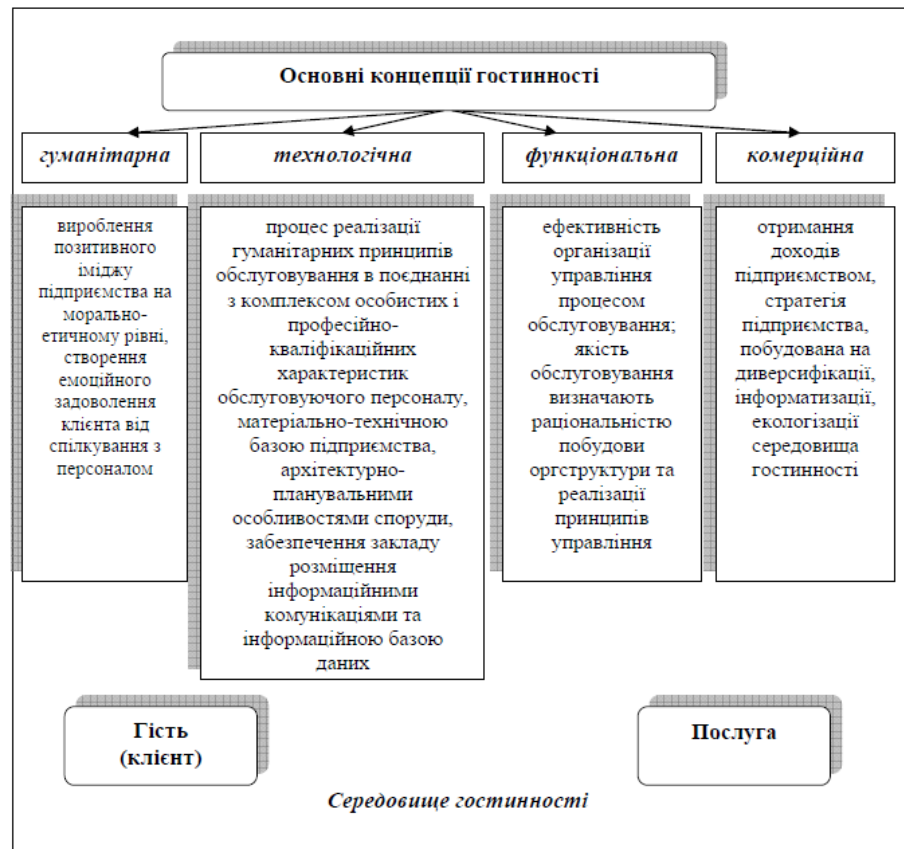 Основні концепції гостинності
гуманітарна
технологічна
функціональна
комерційна
вироблення
позитивного
іміджу
підприємства на
морально-
етичному рівні,
створення
емоційного
задоволення
клієнта від
спілкування з
персоналом
процес реалізації
гуманітарних принципів
обслуговування в поєднанні
з комплексом особистих і
професійно-
кваліфікаційних
характеристик
обслуговуючого персоналу,
матеріально-технічною
базою підприємства,
архітектурно-
планувальними
особливостями споруди,
забезпечення закладу
розміщення
інформаційними
комунікаціями та
інформаційною базою
даних
ефективність
організації
управління
процесом
обслуговування;
якість
обслуговування
визначають
раціональністю
побудови
оргструктури та
реалізації
принципів
управління
отримання
доходів
підприємством,
стратегія
підприємства,
побудована на
диверсифікації,
інформатизації,
екологізації
середовища
гостинності
Гість
(клієнт)
Послуга
Середовище гостинності